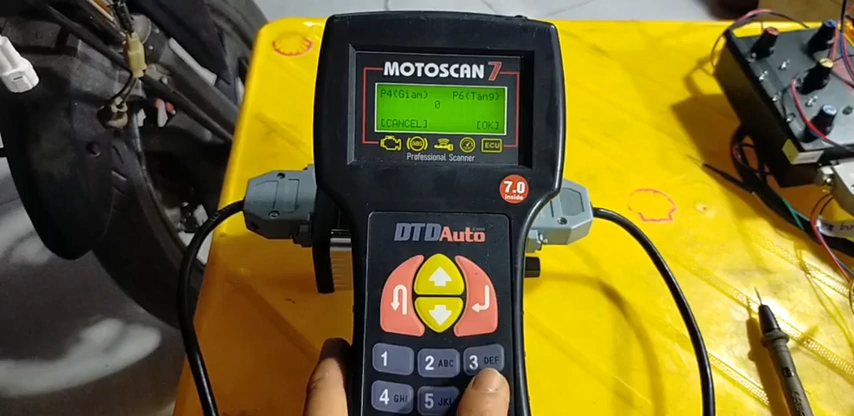 MOTOSCAN 7
P4(Giam) P6(Tang)
0
[CANCEL] [OK]
ABS ECU
Professional Scanner
7.0
inside
DTDAuto
1 2 ABC 3 DEF
4 GHI 5 JKL